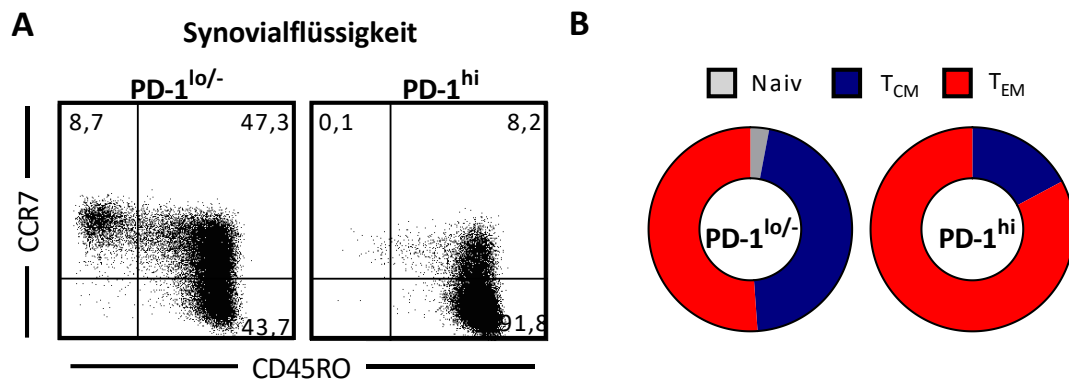 A
Synovialflüssigkeit
PD-1lo/-
PD-1hi
8,7
47,3
0,1
8,2
43,7
91,8
CCR7
CD45RO
B
Naiv
TCM
TEM
PD-1lo/-
PD-1hi